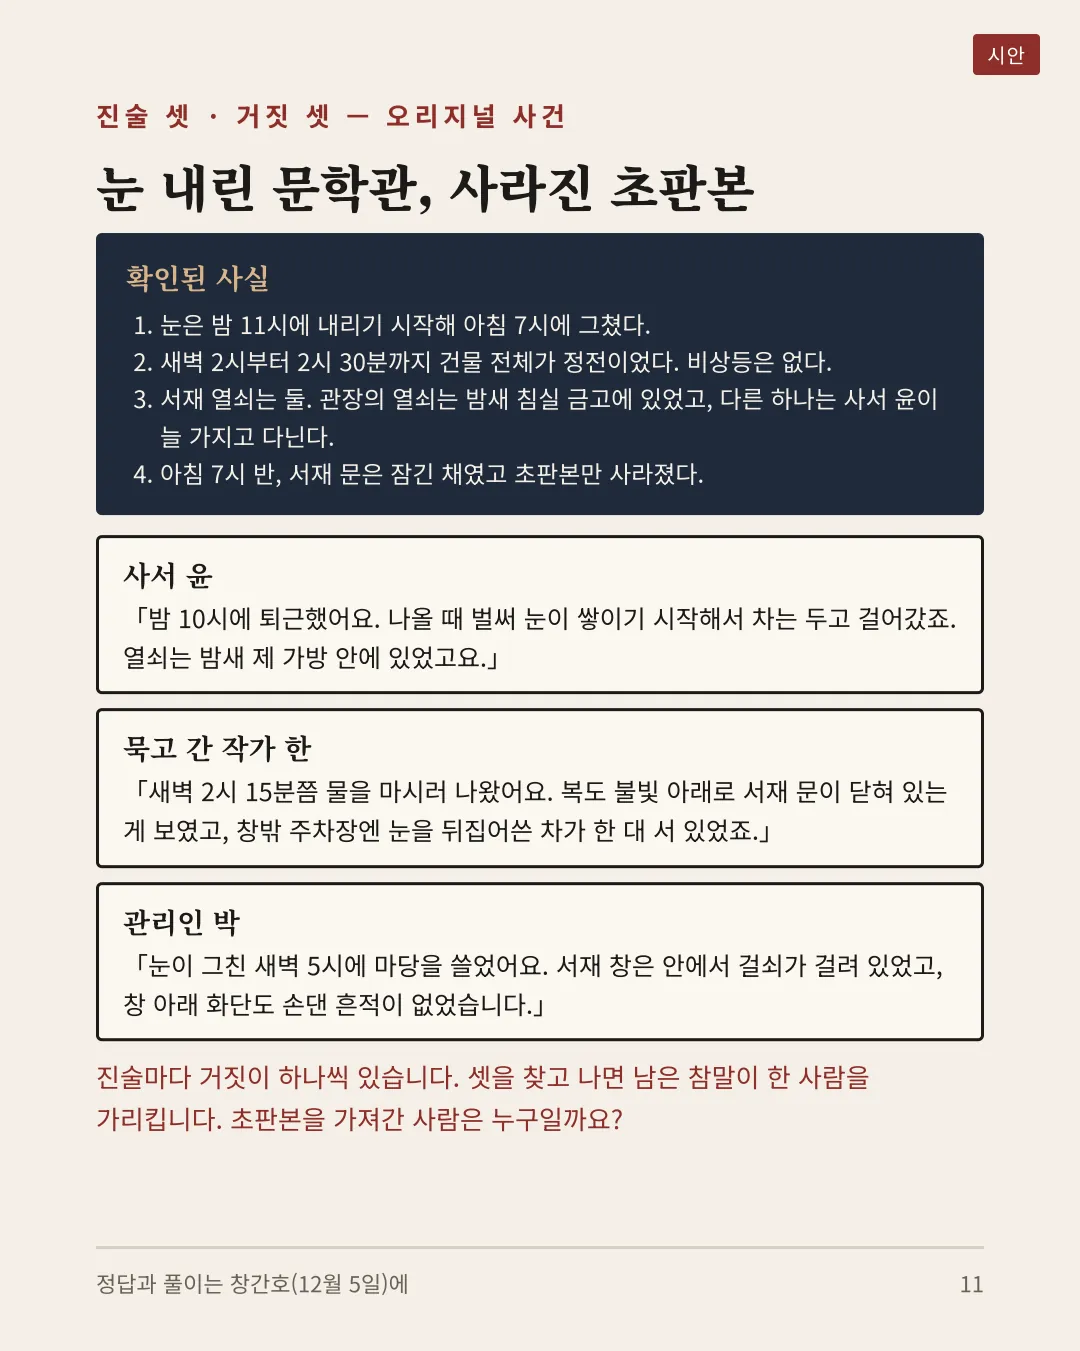 시안
진술 셋 · 거짓 셋 — 오리지널 사건
눈 내린 문학관, 사라진 초판본
확인된 사실
1. 눈은 밤 11시에 내리기 시작해 아침 7시에 그쳤다.
2. 새벽 2시부터 2시 30분까지 건물 전체가 정전이었다. 비상등은 없다.
3. 서재 열쇠는 둘. 관장의 열쇠는 밤새 침실 금고에 있었고, 다른 하나는 사서 윤이
늘 가지고 다닌다.
4. 아침 7시 반, 서재 문은 잠긴 채였고 초판본만 사라졌다.
사서 윤
「밤 10시에 퇴근했어요. 나올 때 벌써 눈이 쌓이기 시작해서 차는 두고 걸어갔죠.
열쇠는 밤새 제 가방 안에 있었고요.」
묵고 간 작가 한
「새벽 2시 15분쯤 물을 마시러 나왔어요. 복도 불빛 아래로 서재 문이 닫혀 있는
게 보였고, 창밖 주차장엔 눈을 뒤집어쓴 차가 한 대 서 있었죠.」
관리인 박
「눈이 그친 새벽 5시에 마당을 쓸었어요. 서재 창은 안에서 걸쇠가 걸려 있었고,
창 아래 화단도 손댄 흔적이 없었습니다.」
진술마다 거짓이 하나씩 있습니다. 셋을 찾고 나면 남은 참말이 한 사람을
가리킵니다. 초판본을 가져간 사람은 누구일까요?
정답과 풀이는 창간호(12월 5일)에
11